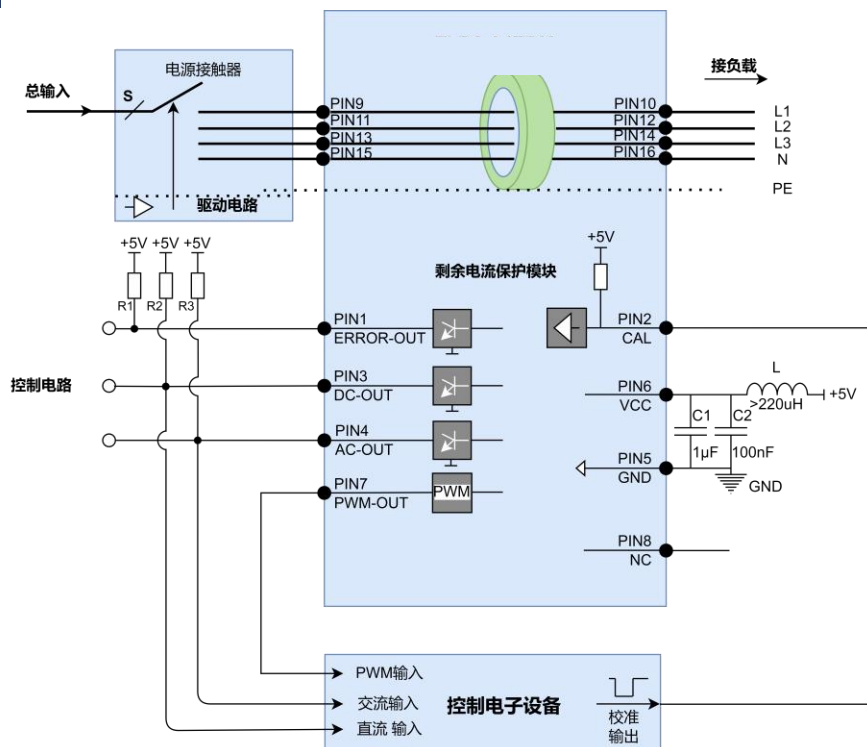 电源接触器
总输入
S
驱动电路
PIN9
PIN11
PIN13
PIN15
PIN10
PIN12
PIN14
PIN16
接负载
L1
L2
L3
N
PE
+5V
+5V
+5V
R1
R2
R3
剩余电流保护模块
+5V
PIN1
ERROR-OUT
PIN2
CAL
控制电路
PIN3
DC-OUT
PIN6
VCC
L
>220uH
+5V
C1
1μF
C2
100nF
PIN4
AC-OUT
PIN5
GND
GND
PIN7
PWM-OUT
PWM
PIN8
NC
PWM输入
交流输入
直流 输入
控制电子设备
校准
输出